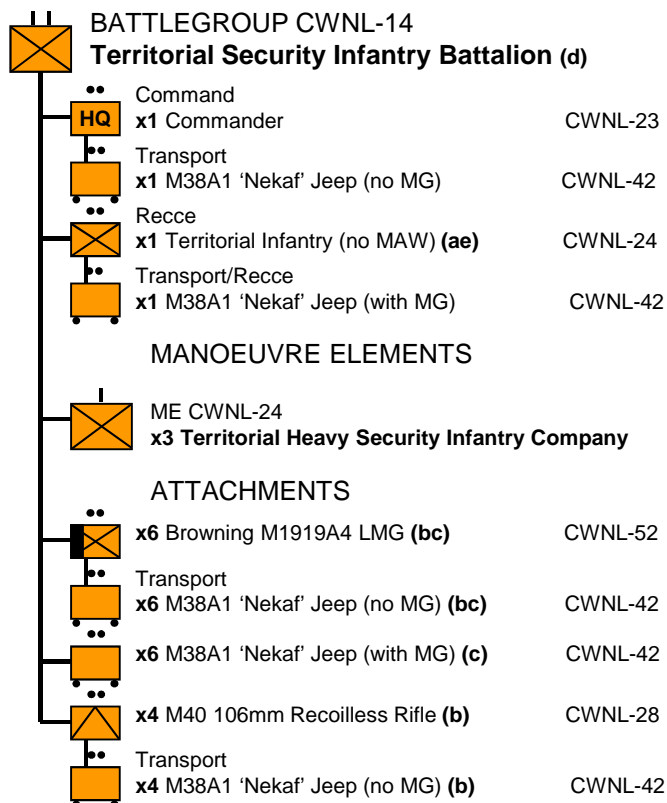 BATTLEGROUP CWNL-14
Territorial Security Infantry Battalion (d)
Command
HQ x1 Commander CWNL-23
Transport
x1 M38A1 ‘Nekaf’ Jeep (no MG) CWNL-42
Recce
x1 Territorial Infantry (no MAW) (ae) CWNL-24
Transport/Recce
x1 M38A1 ‘Nekaf’ Jeep (with MG) CWNL-42
MANOEUVRE ELEMENTS
ME CWNL-24
x3 Territorial Heavy Security Infantry Company
ATTACHMENTS
x6 Browning M1919A4 LMG (bc) CWNL-52
Transport
x6 M38A1 ‘Nekaf’ Jeep (no MG) (bc) CWNL-42
x6 M38A1 ‘Nekaf’ Jeep (with MG) (c) CWNL-42
x4 M40 106mm Recoilless Rifle (b) CWNL-28
Transport
x4 M38A1 ‘Nekaf’ Jeep (no MG) (b) CWNL-42